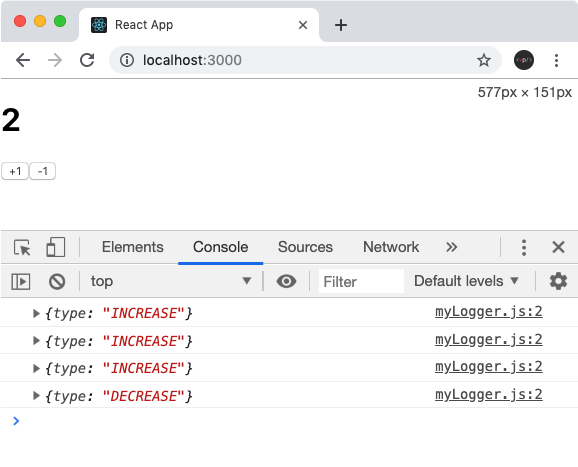 React App
localhost:3000
577px × 151px
2
+1 -1
Elements Console Sources Network »
top Filter Default levels ▼
{type: "INCREASE"} myLogger.js:2
{type: "INCREASE"} myLogger.js:2
{type: "INCREASE"} myLogger.js:2
{type: "DECREASE"} myLogger.js:2